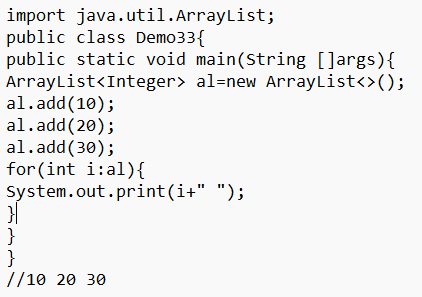 import java.util.ArrayList;
public class Demo33{
public static void main(String []args){
ArrayList<Integer> al=new ArrayList<>();
al.add(10);
al.add(20);
al.add(30);
for(int i:al){
System.out.print(i+" ");
}
}
}
//10 20 30